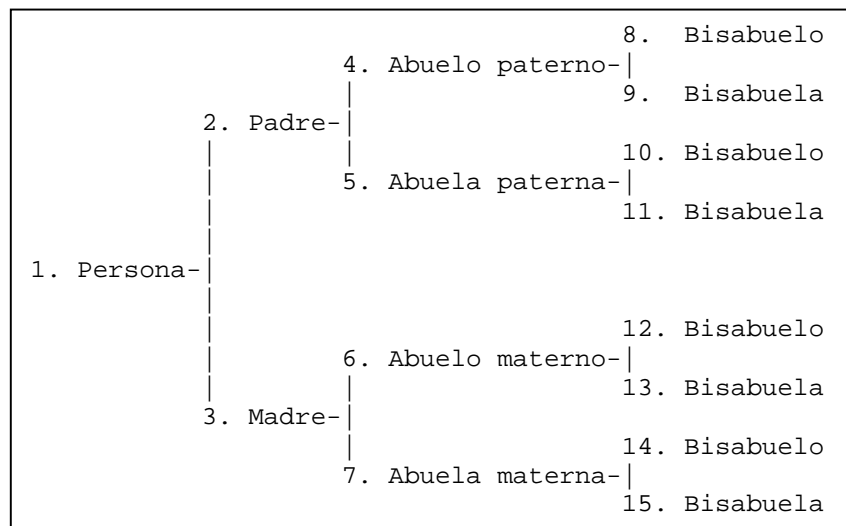 8. Bisabuelo
4. Abuelo paterno-|
9. Bisabuela
2. Padre-|
10. Bisabuelo
5. Abuela paterna-|
11. Bisabuela
1. Persona-|
12. Bisabuelo
6. Abuelo materno-|
13. Bisabuela
3. Madre-|
14. Bisabuelo
7. Abuela materna-|
15. Bisabuela